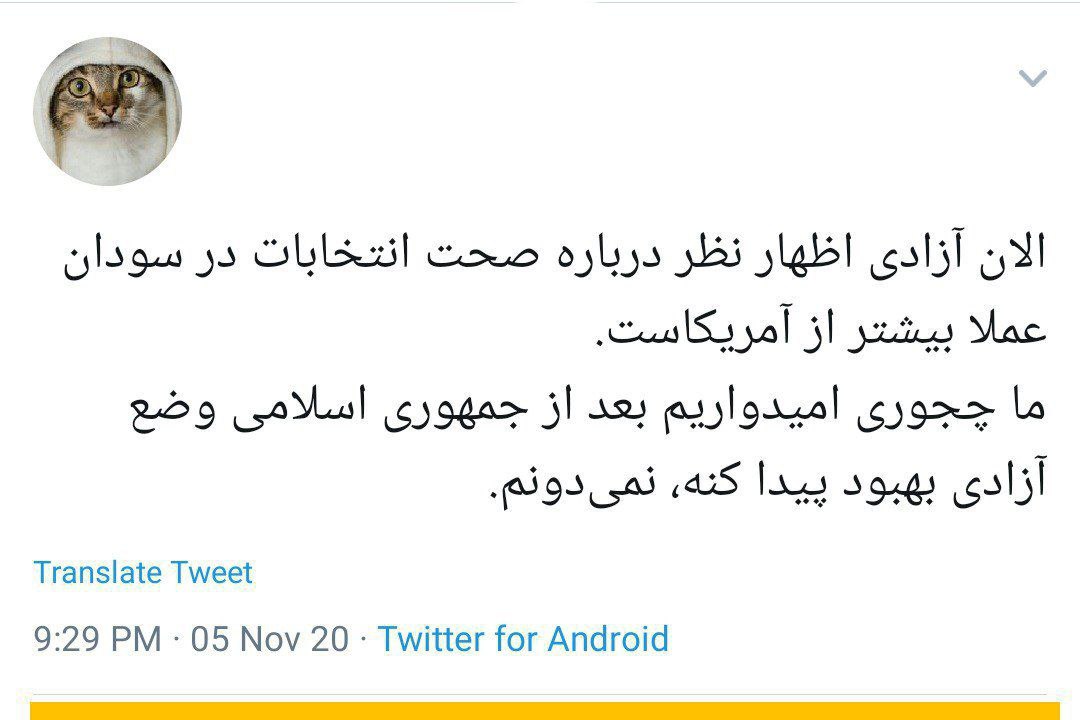 الان آزادی اظهار نظر درباره صحت انتخابات در سودان
عملا بیشتر از آمریکاست.
ما چجوری امیدواریم بعد از جمهوری اسلامی وضع
آزادی بهبود پیدا کنه، نمی‌دونم.
Translate Tweet
9:29 PM · 05 Nov 20 · Twitter for Android